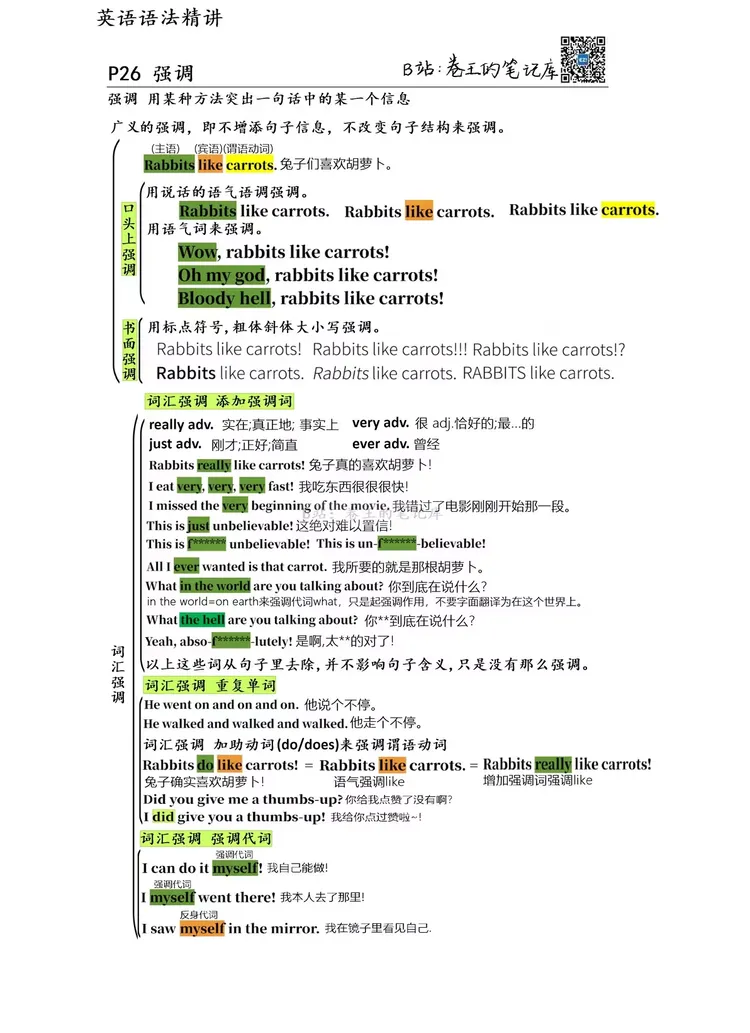 英语语法精讲
P26 强调
B站:卷王的笔记库
强调 用某种方法突出一句话中的某一个信息
广义的强调，即不增添句子信息，不改变句子结构来强调。
(主语) (宾语)(谓语动词)
Rabbits like carrots. 兔子们喜欢胡萝卜。
口头上强调
用说话的语气语调强调。
Rabbits like carrots. Rabbits like carrots. Rabbits like carrots.
用语气词来强调。
Wow, rabbits like carrots!
Oh my god, rabbits like carrots!
Bloody hell, rabbits like carrots!
书面强调
用标点符号,粗体斜体大小写强调。
Rabbits like carrots! Rabbits like carrots!!! Rabbits like carrots!?
Rabbits like carrots. Rabbits like carrots. RABBITS like carrots.
词汇强调
词汇强调 添加强调词
really adv. 实在;真正地; 事实上 very adv. 很 adj.恰好的;最...的
just adv. 刚才;正好;简直 ever adv. 曾经
Rabbits really like carrots! 兔子真的喜欢胡萝卜!
I eat very, very, very fast! 我吃东西很很很快!
I missed the very beginning of the movie. 我错过了电影刚刚开始那一段。
B站：卷王的笔记库
This is just unbelievable! 这绝对难以置信!
This is f****** unbelievable! This is un-f******-believable!
All I ever wanted is that carrot. 我所要的就是那根胡萝卜。
What in the world are you talking about? 你到底在说什么?
in the world=on earth来强调代词what，只是起强调作用，不要字面翻译为在这个世界上。
What the hell are you talking about? 你**到底在说什么?
Yeah, abso-f******-lutely! 是啊,太**的对了!
以上这些词从句子里去除,并不影响句子含义,只是没有那么强调。
词汇强调 重复单词
He went on and on and on. 他说个不停。
He walked and walked and walked. 他走个不停。
词汇强调 加助动词(do/does)来强调谓语动词
Rabbits do like carrots! = Rabbits like carrots. = Rabbits really like carrots!
兔子确实喜欢胡萝卜! 语气强调like 增加强调词强调like
Did you give me a thumbs-up? 你给我点赞了没有啊?
I did give you a thumbs-up! 我给你点过赞啦~!
词汇强调 强调代词
强调代词
I can do it myself! 我自己能做!
强调代词
I myself went there! 我本人去了那里!
反身代词
I saw myself in the mirror. 我在镜子里看见自己.